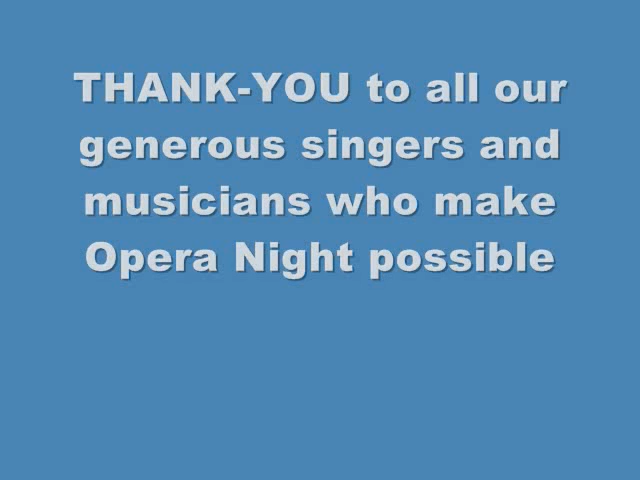 THANK-YOU to all our
generous singers and
musicians who make
Opera Night possible